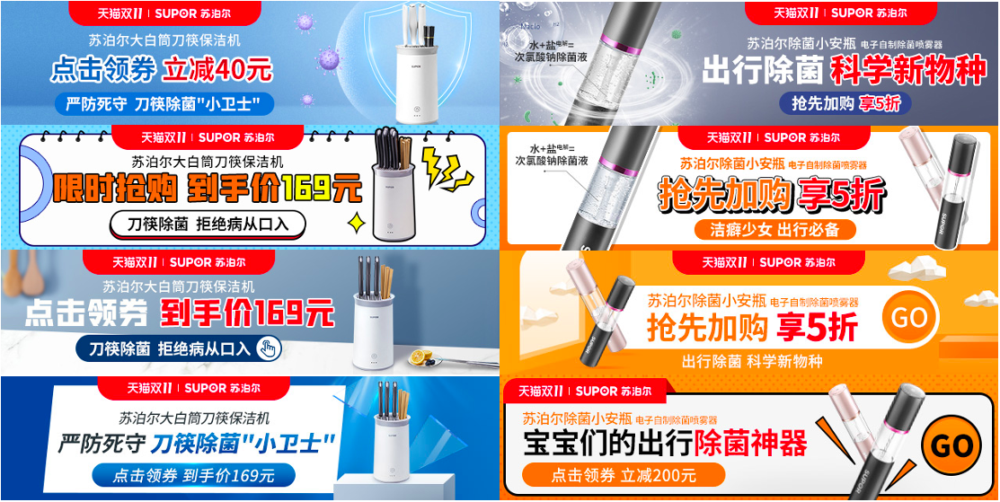 天猫双11 | SUPOR 苏泊尔
苏泊尔大白筒刀筷保洁机
点击领券 立减40元
严防死守 刀筷除菌"小卫士"
SUPOR
天猫双11 | SUPOR 苏泊尔
苏泊尔大白筒刀筷保洁机
限时抢购 到手价169元
刀筷除菌 拒绝病从口入
SUPOR
天猫双11 | SUPOR 苏泊尔
苏泊尔大白筒刀筷保洁机
点击领券 到手价169元
刀筷除菌 拒绝病从口入
SUPOR
天猫双11 | SUPOR 苏泊尔
苏泊尔大白筒刀筷保洁机
严防死守 刀筷除菌"小卫士"
点击领券 到手价169元
SUPOR
天猫双11 | SUPOR 苏泊尔
Naclo
H2
水+盐电解=
次氯酸钠除菌液
苏泊尔除菌小安瓶 电子自制除菌喷雾器
出行除菌 科学新物种
抢先加购 享5折
天猫双11 | SUPOR 苏泊尔
水+盐电解=
次氯酸钠除菌液
苏泊尔除菌小安瓶 电子自制除菌喷雾器
抢先加购 享5折
洁癖少女 出行必备
SUPOR
天猫双11 | SUPOR 苏泊尔
苏泊尔除菌小安瓶 电子自制除菌喷雾器
抢先加购 享5折
GO
出行除菌 科学新物种
SUPOR
天猫双11 | SUPOR 苏泊尔
苏泊尔除菌小安瓶 电子自制除菌喷雾器
宝宝们的出行除菌神器
点击领券 立减200元
SUPOR
GO